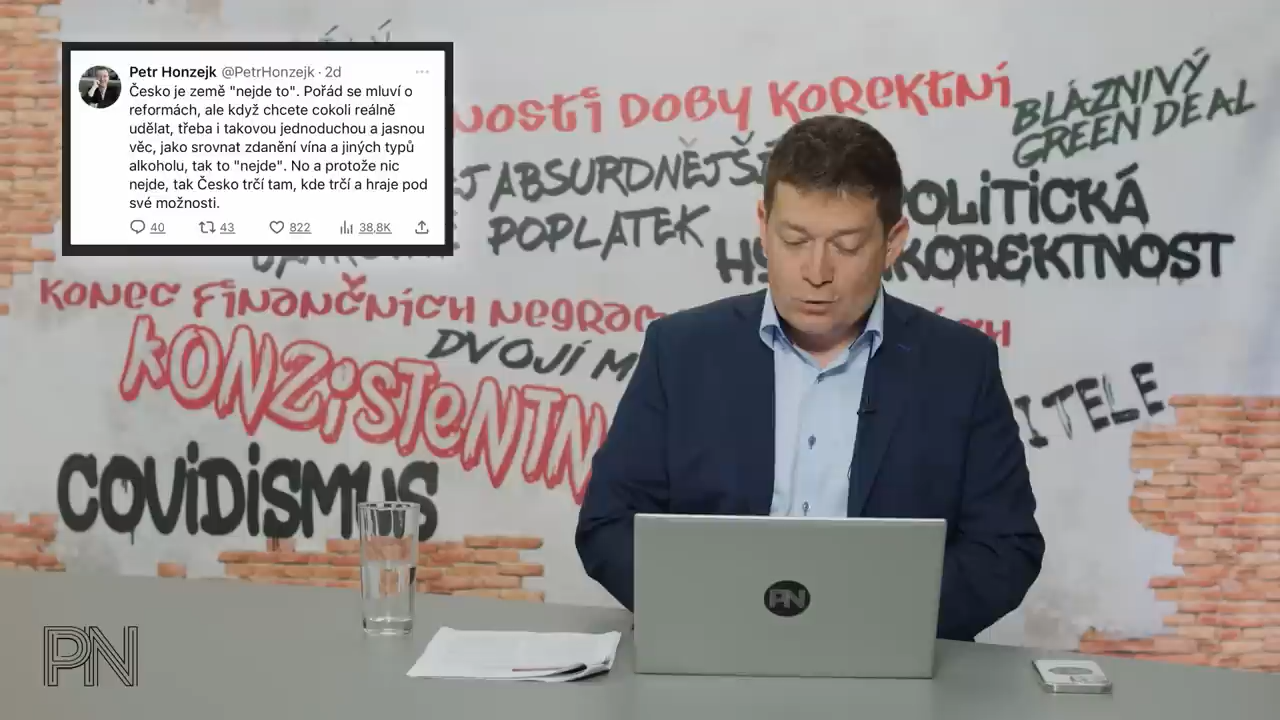 Petr Honzejk @PetrHonzejk · 2d
Česko je země "nejde to". Pořád se mluví o
reformách, ale když chcete cokoli reálně
udělat, třeba i takovou jednoduchou a jasnou
věc, jako srovnat zdanění vína a jiných typů
alkoholu, tak to "nejde". No a protože nic
nejde, tak Česko trčí tam, kde trčí a hraje pod
své možnosti.
40 43 822 38,8K
DOBY KOREKTNÍ
BLÁZNIVÝ
GREEN DEAL
POPLATEK
POLITICKÁ
KOREKTNOST
KONEC FINANČNÍCH
DVOJÍ
COVIDISMUS
PN
PN